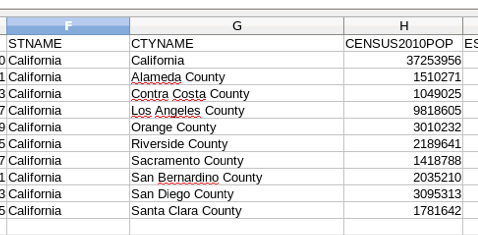 F G H
STNAME CTYNAME CENSUS2010POP ES
0 California California 37253956
1 California Alameda County 1510271
3 California Contra Costa County 1049025
7 California Los Angeles County 9818605
9 California Orange County 3010232
5 California Riverside County 2189641
7 California Sacramento County 1418788
1 California San Bernardino County 2035210
3 California San Diego County 3095313
5 California Santa Clara County 1781642